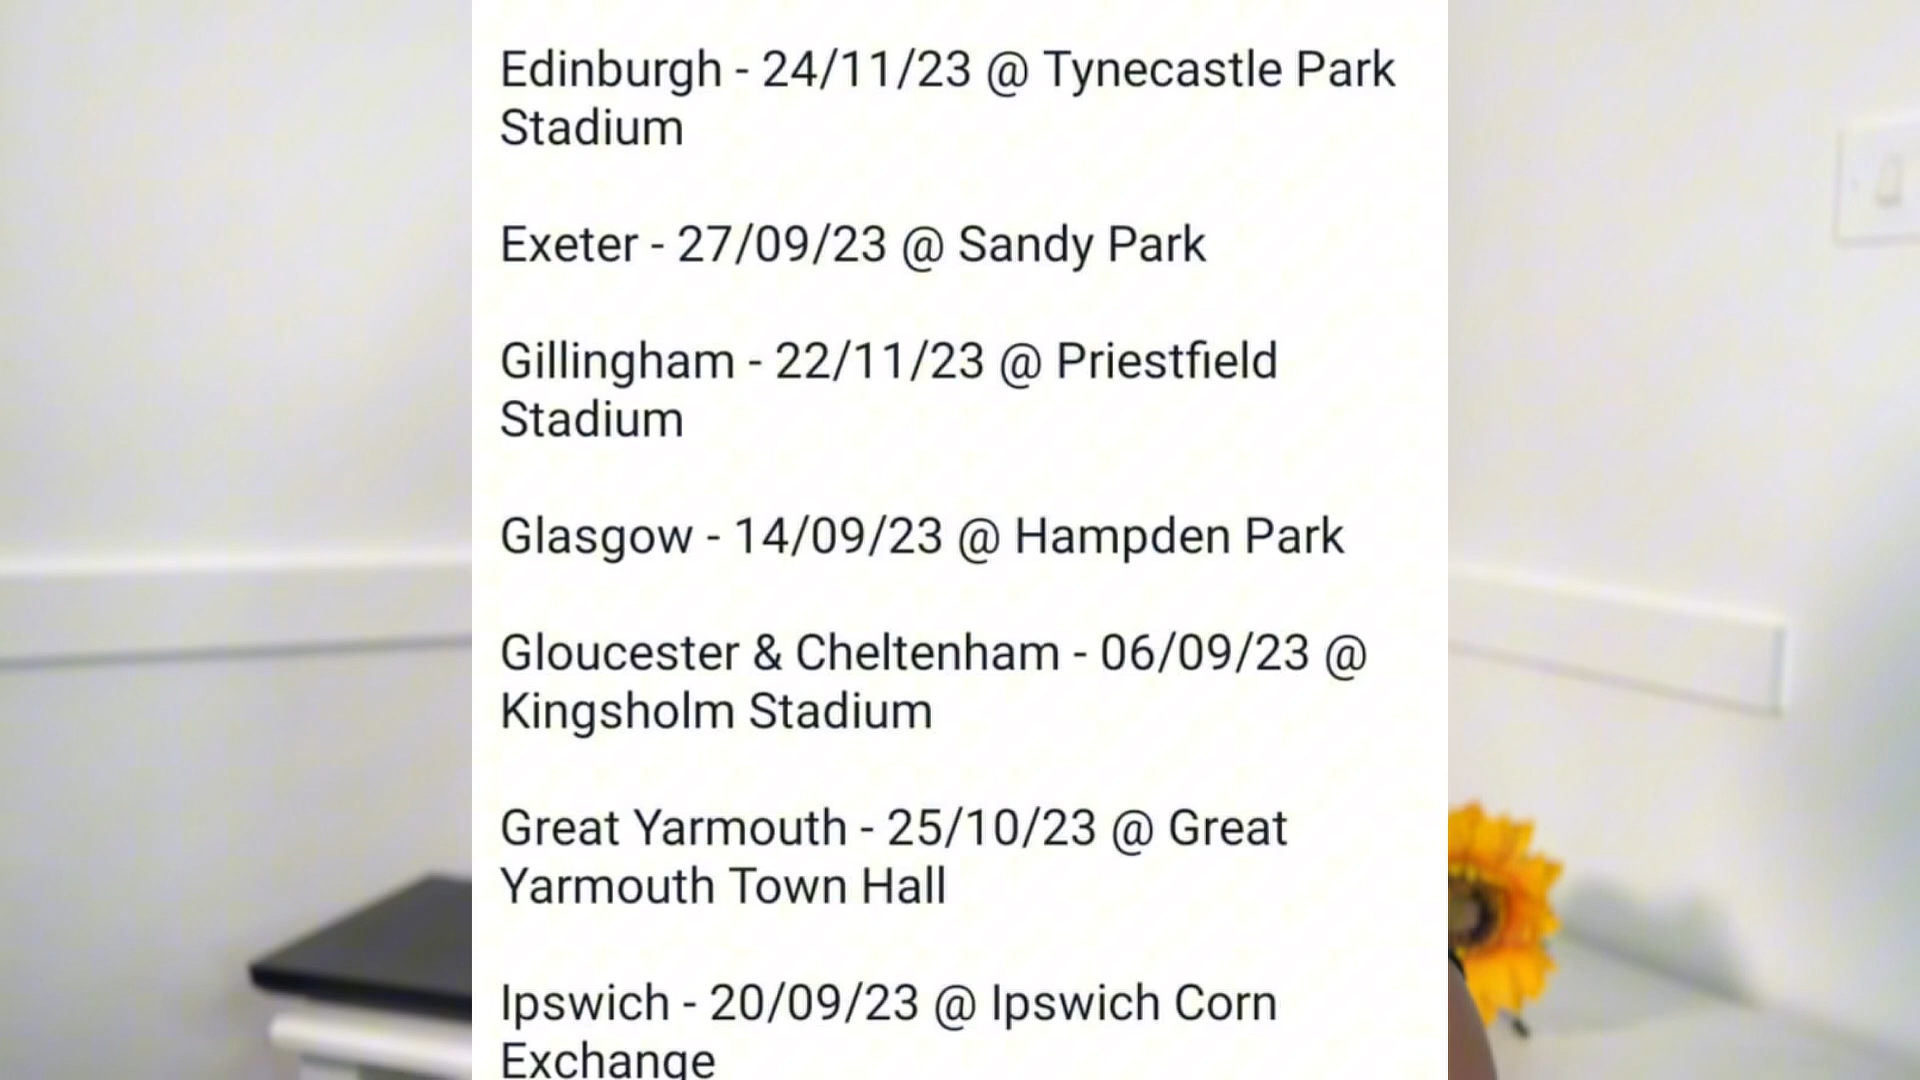 Edinburgh - 24/11/23 @ Tynecastle Park
Stadium
Exeter - 27/09/23 @ Sandy Park
Gillingham - 22/11/23 @ Priestfield
Stadium
Glasgow - 14/09/23 @ Hampden Park
Gloucester & Cheltenham - 06/09/23 @
Kingsholm Stadium
Great Yarmouth - 25/10/23 @ Great
Yarmouth Town Hall
Ipswich - 20/09/23 @ Ipswich Corn
Exchange